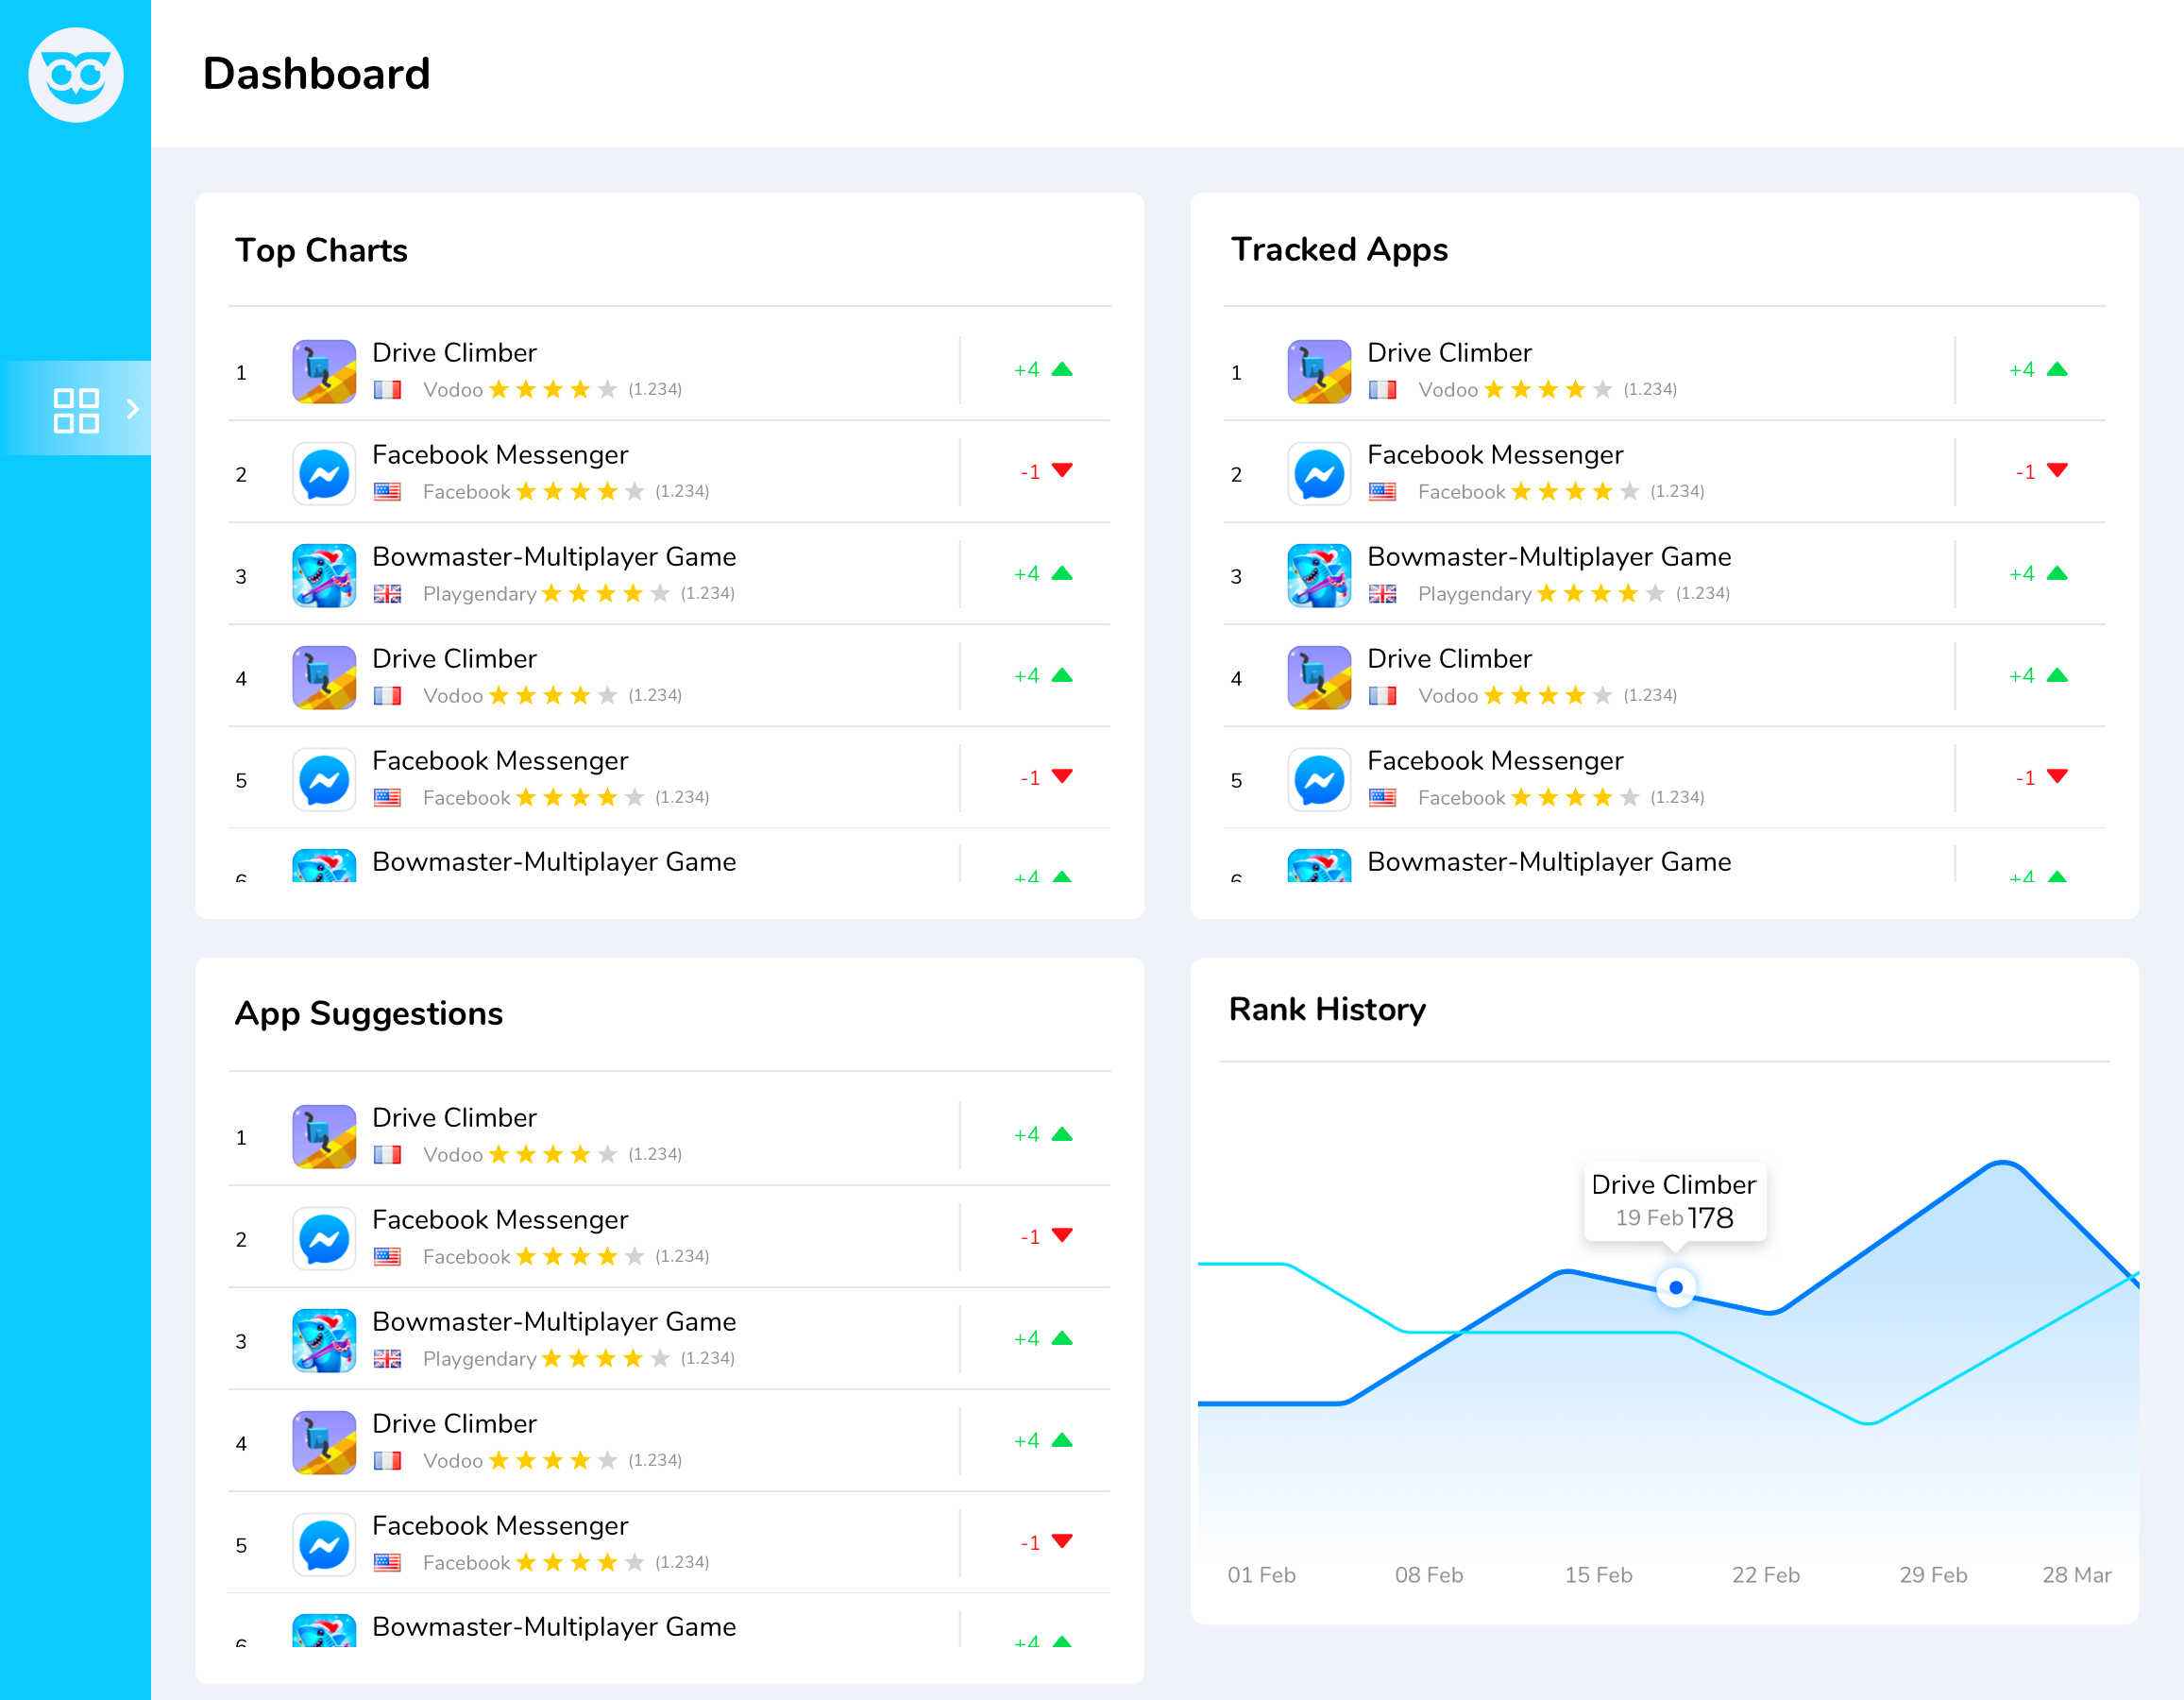 Dashboard
Top Charts
1
Drive Climber
+4
Vodoo (1.234)
2
Facebook Messenger
-1
Facebook (1.234)
3
Bowmaster-Multiplayer Game
+4
Playgendary (1.234)
4
Drive Climber
+4
Vodoo (1.234)
5
Facebook Messenger
-1
Facebook (1.234)
6
Bowmaster-Multiplayer Game
+4
Tracked Apps
1
Drive Climber
+4
Vodoo (1.234)
2
Facebook Messenger
-1
Facebook (1.234)
3
Bowmaster-Multiplayer Game
+4
Playgendary (1.234)
4
Drive Climber
+4
Vodoo (1.234)
5
Facebook Messenger
-1
Facebook (1.234)
6
Bowmaster-Multiplayer Game
+4
App Suggestions
1
Drive Climber
+4
Vodoo (1.234)
2
Facebook Messenger
-1
Facebook (1.234)
3
Bowmaster-Multiplayer Game
+4
Playgendary (1.234)
4
Drive Climber
+4
Vodoo (1.234)
5
Facebook Messenger
-1
Facebook (1.234)
6
Bowmaster-Multiplayer Game
+4
Rank History
Drive Climber
19 Feb 178
01 Feb 08 Feb 15 Feb 22 Feb 29 Feb 28 Mar